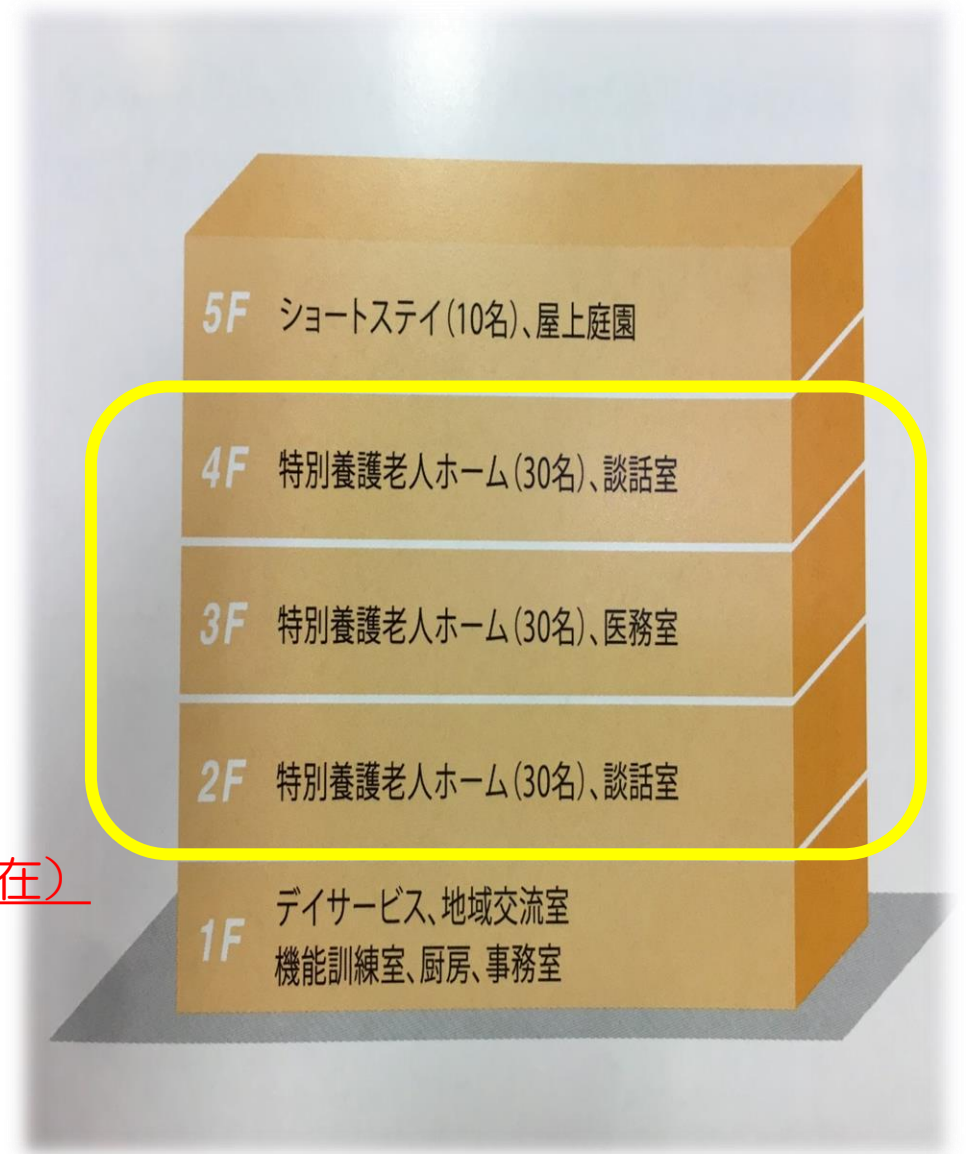 5F ショートステイ(10名)、屋上庭園
4F 特別養護老人ホーム(30名)、談話室
3F 特別養護老人ホーム(30名)、医務室
2F 特別養護老人ホーム(30名)、談話室
在）
1F デイサービス、地域交流室
機能訓練室、厨房、事務室